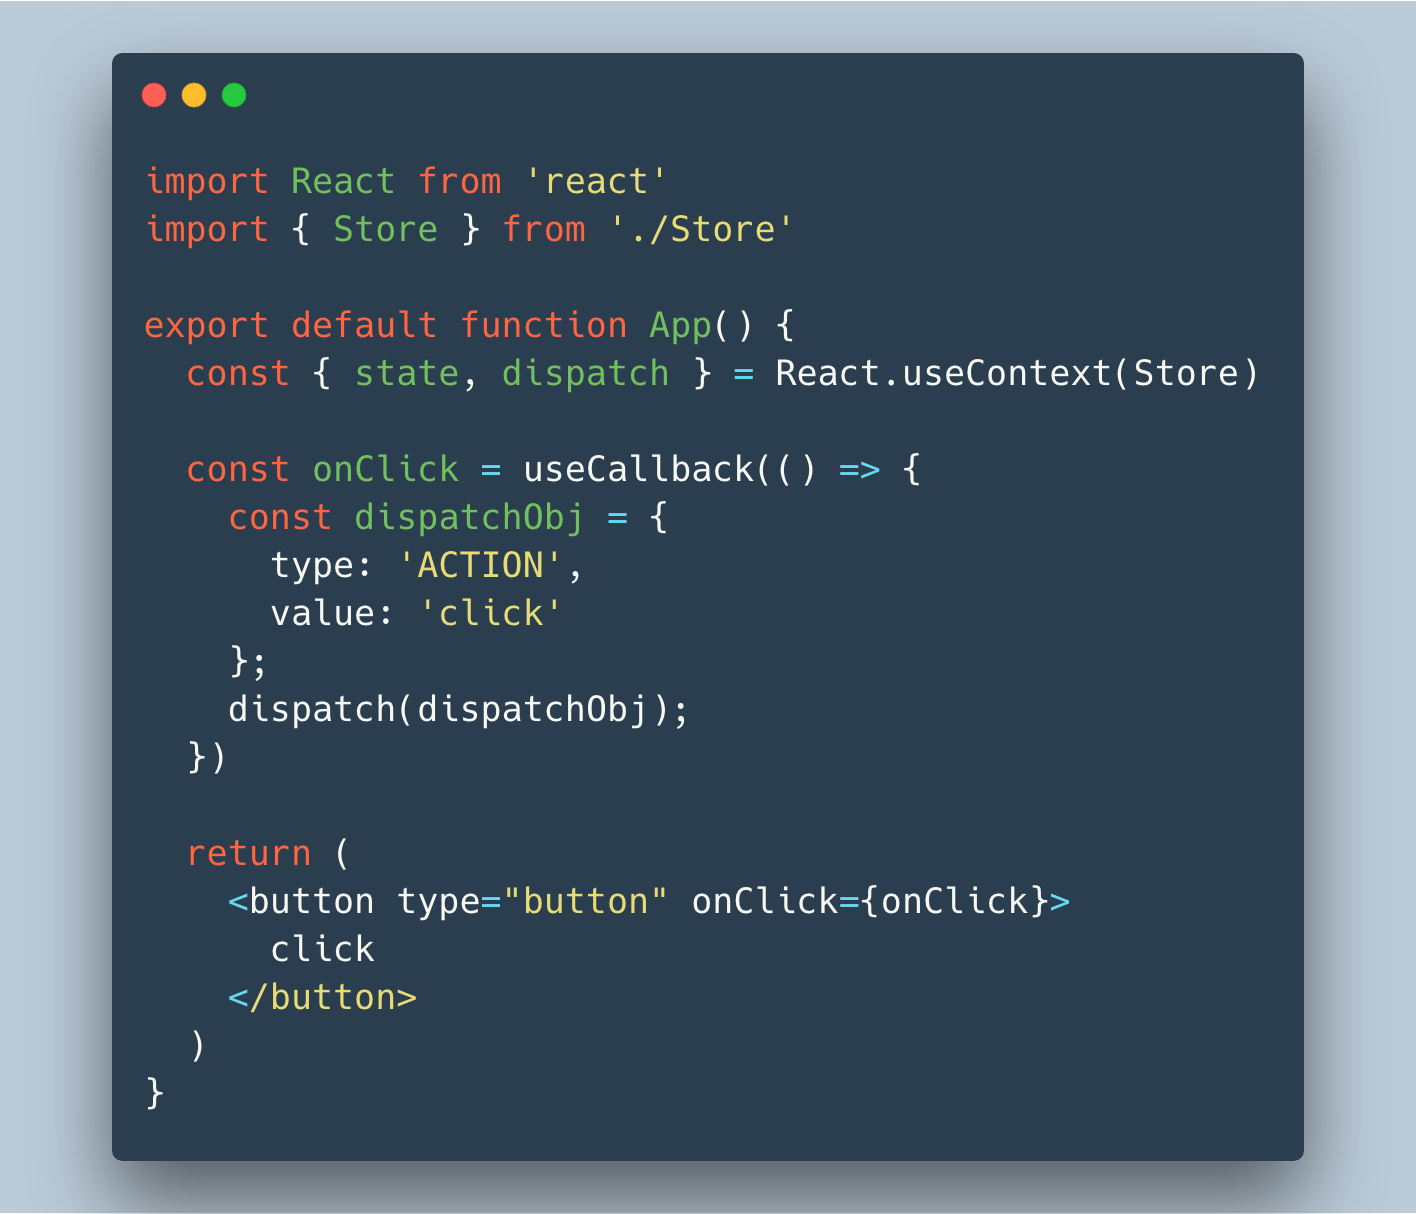 import React from 'react'
import { Store } from './Store'

export default function App() {
  const { state, dispatch } = React.useContext(Store)

  const onClick = useCallback(() => {
    const dispatchObj = {
      type: 'ACTION',
      value: 'click'
    };
    dispatch(dispatchObj);
  })

  return (
    <button type="button" onClick={onClick}>
      click
    </button>
  )
}